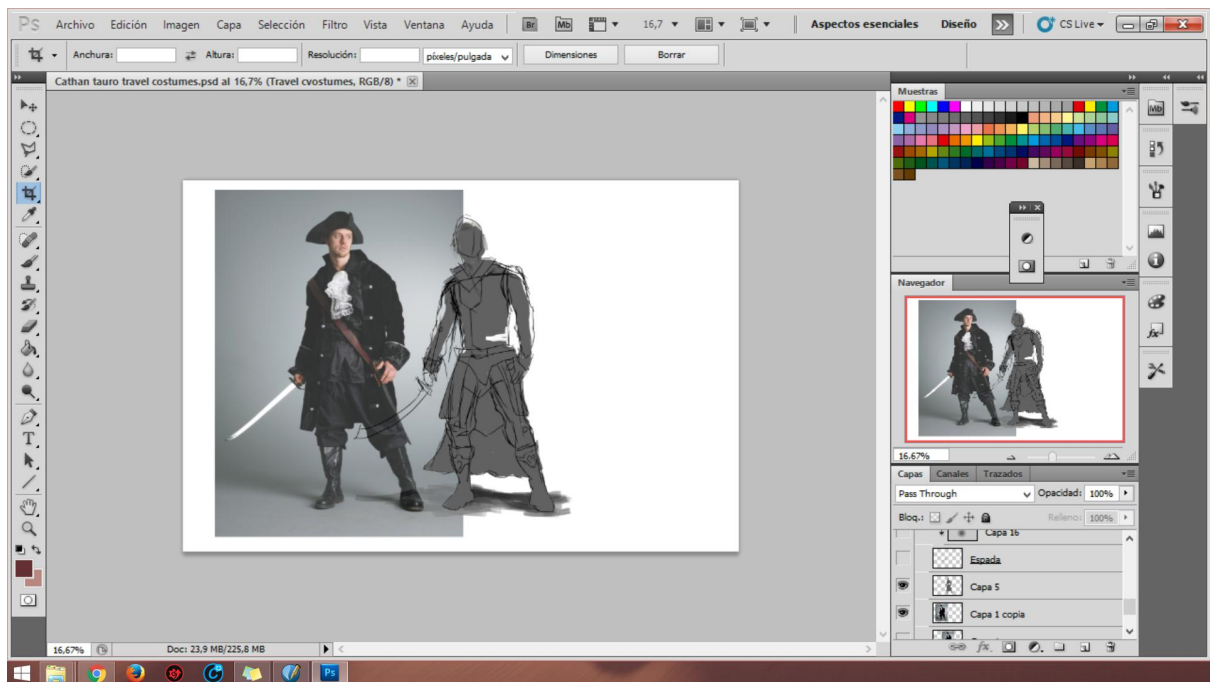 Ps Archivo Edición Imagen Capa Selección Filtro Vista Ventana Ayuda Br Mb 16,7 Aspectos esenciales Diseño CS Live
Anchura: Altura: Resolución: píxeles/pulgada Dimensiones Borrar
Cathan tauro travel costumes.psd al 16,7% (Travel cvostumes, RGB/8) *
Muestras
Mb
Navegador
16.67%
Capas Canales Trazados
Pass Through Opacidad: 100%
Bloq.: Relleno: 100%
Capa 16
Espada
Capa 5
Capa 1 copia
16,67% Doc: 23,9 MB/225,8 MB
fx
Ps